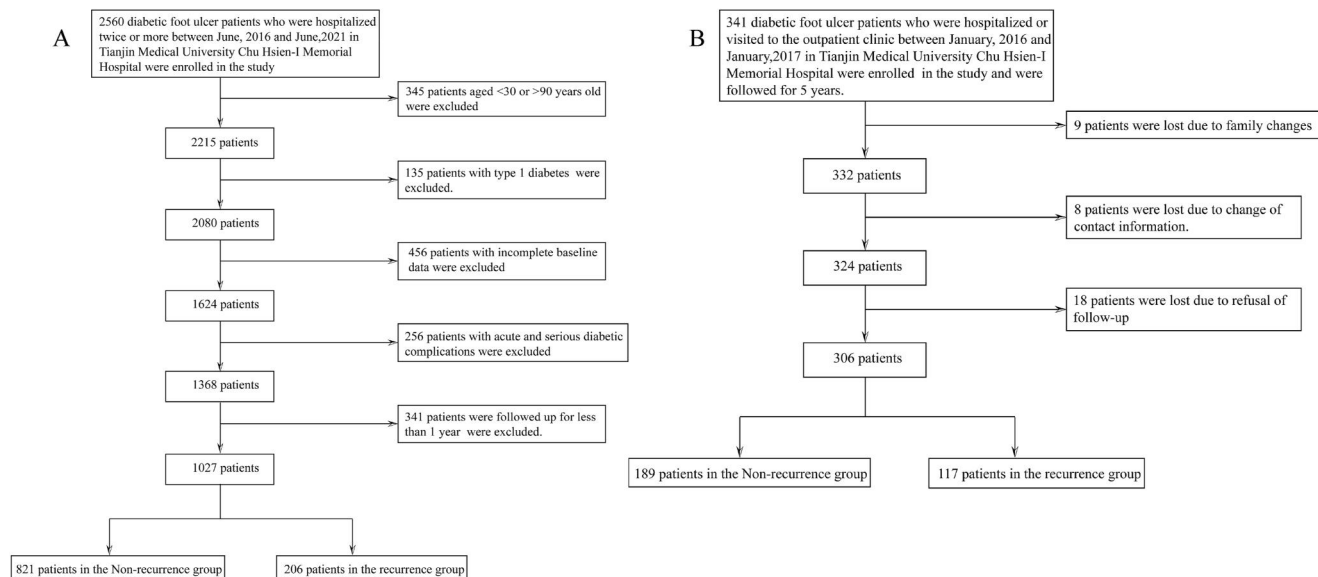 A
2560 diabetic foot ulcer patients who were hospitalized
twice or more between June, 2016 and June,2021 in
Tianjin Medical University Chu Hsien-I Memorial
Hospital were enrolled in the study
345 patients aged <30 or >90 years old
were excluded
2215 patients
135 patients with type 1 diabetes were
excluded.
2080 patients
456 patients with incomplete baseline
data were excluded
1624 patients
256 patients with acute and serious diabetic
complications were excluded
1368 patients
341 patients were followed up for less
than 1 year were excluded.
1027 patients
821 patients in the Non-recurrence group
206 patients in the recurrence group
B
341 diabetic foot ulcer patients who were hospitalized or
visited to the outpatient clinic between January, 2016 and
January,2017 in Tianjin Medical University Chu Hsien-I
Memorial Hospital were enrolled in the study and were
followed for 5 years.
9 patients were lost due to family changes
332 patients
8 patients were lost due to change of
contact information.
324 patients
18 patients were lost due to refusal of
follow-up
306 patients
189 patients in the Non-recurrence group
117 patients in the recurrence group